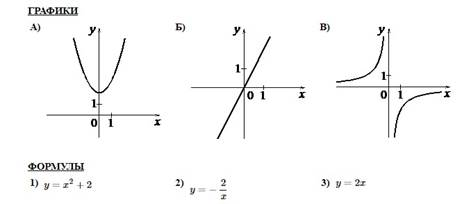 ГРАФИКИ
А) Б) В)
y y y
1 1 1
0 1 x 0 1 x 0 1 x
ФОРМУЛЫ
1) y = x² + 2 2) y = -2/x 3) y = 2x